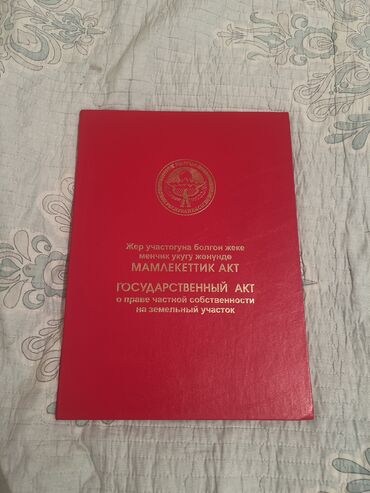 Жер участогуна болгон жеке
менчик укугу жөнүндө
МАМЛЕКЕТТИК АКТ
ГОСУДАРСТВЕННЫЙ АКТ
о праве частной собственности
на земельный участок